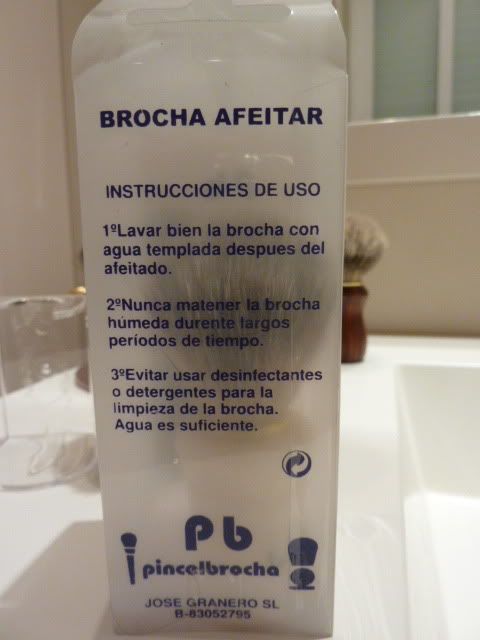 BROCHA AFEITAR
INSTRUCCIONES DE USO
1ºLavar bien la brocha con
agua templada despues del
afeitado.
2ºNunca matener la brocha
húmeda durente largos
períodos de tiempo.
3ºEvitar usar desinfectantes
o detergentes para la
limpieza de la brocha.
Agua es suficiente.
Pb
pincelbrocha
JOSE GRANERO SL
B-83052795